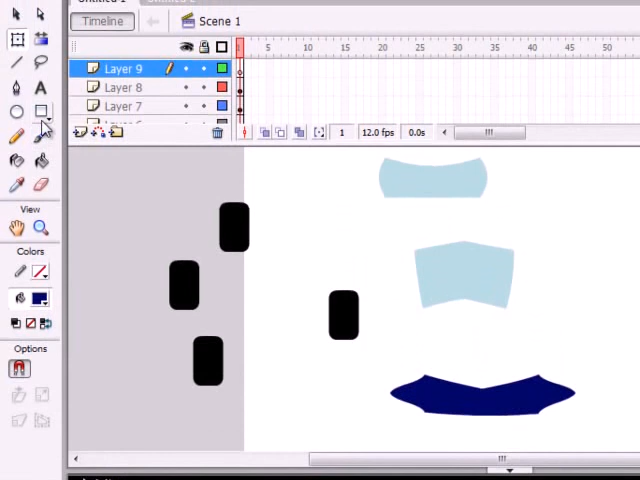 Timeline
Scene 1
5 10 15 20 25 30 35 40 45 50
Layer 9
Layer 8
Layer 7
1 12.0 fps 0.0s
A
View
Colors
Options